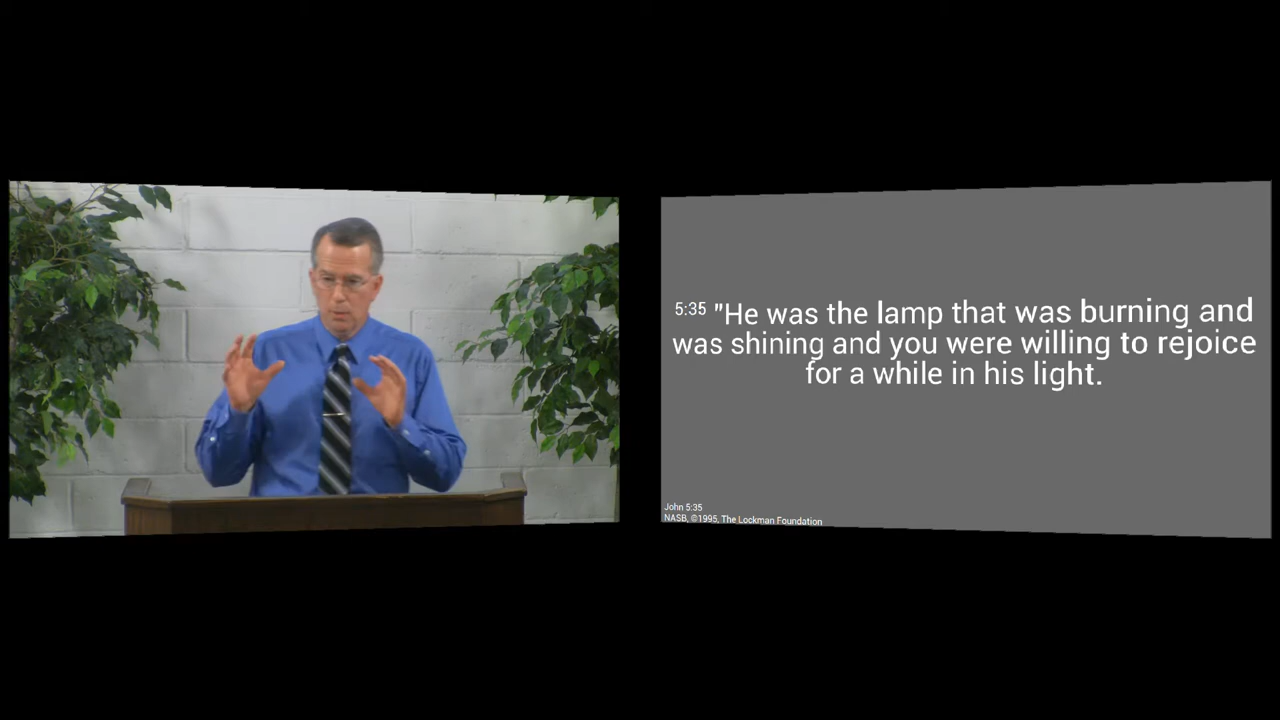 5:35 "He was the lamp that was burning and
was shining and you were willing to rejoice
for a while in his light.
John 5:35
NASB, ©1995, The Lockman Foundation